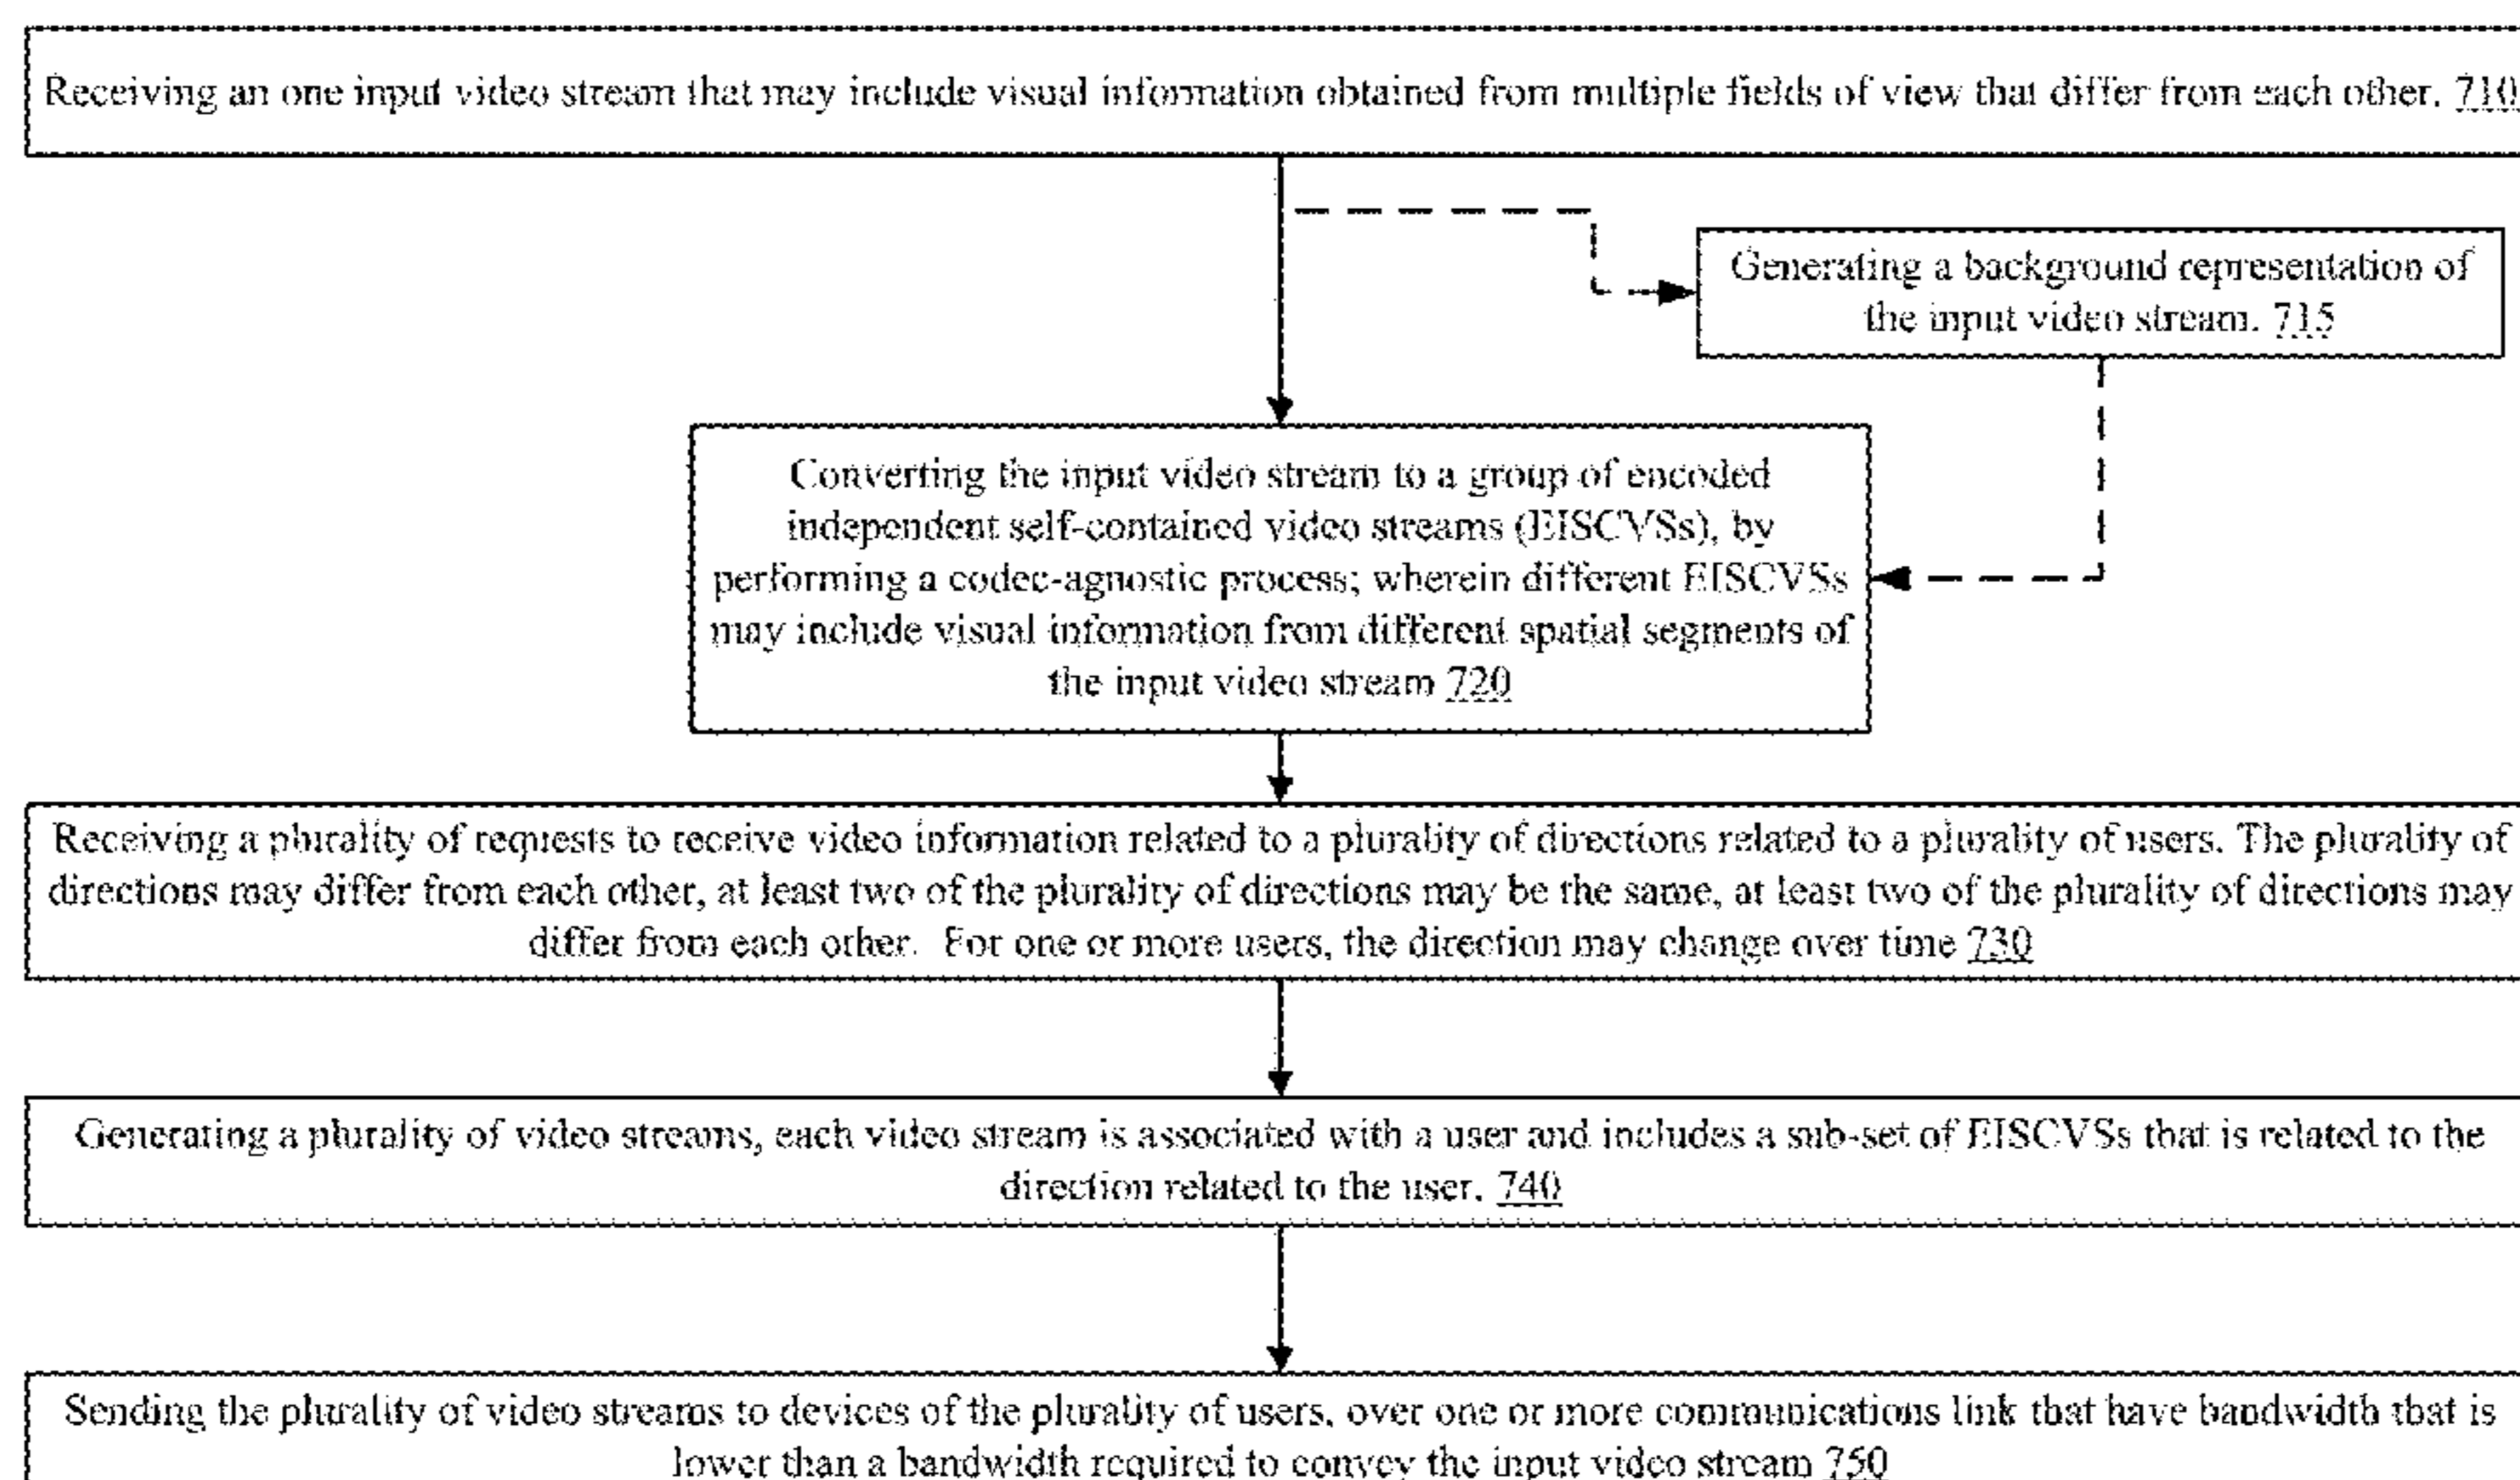 Receiving an one input video stream that may include visual information obtained from multiple fields of view that differ from each other. 710
Generating a background representation of
the input video stream. 715
Converting the input video stream to a group of encoded
independent self-contained video streams (EISCVSs), by
performing a codec-agnostic process; wherein different EISCVSs
may include visual information from different spatial segments of
the input video stream 720
Receiving a plurality of requests to receive video information related to a plurality of directions related to a plurality of users. The plurality of
directions may differ from each other, at least two of the plurality of directions may be the same, at least two of the plurality of directions may
differ from each other. For one or more users, the direction may change over time 730
Generating a plurality of video streams, each video stream is associated with a user and includes a sub-set of EISCVSs that is related to the
direction related to the user. 740
Sending the plurality of video streams to devices of the plurality of users, over one or more communications link that have bandwidth that is
lower than a bandwidth required to convey the input video stream 750